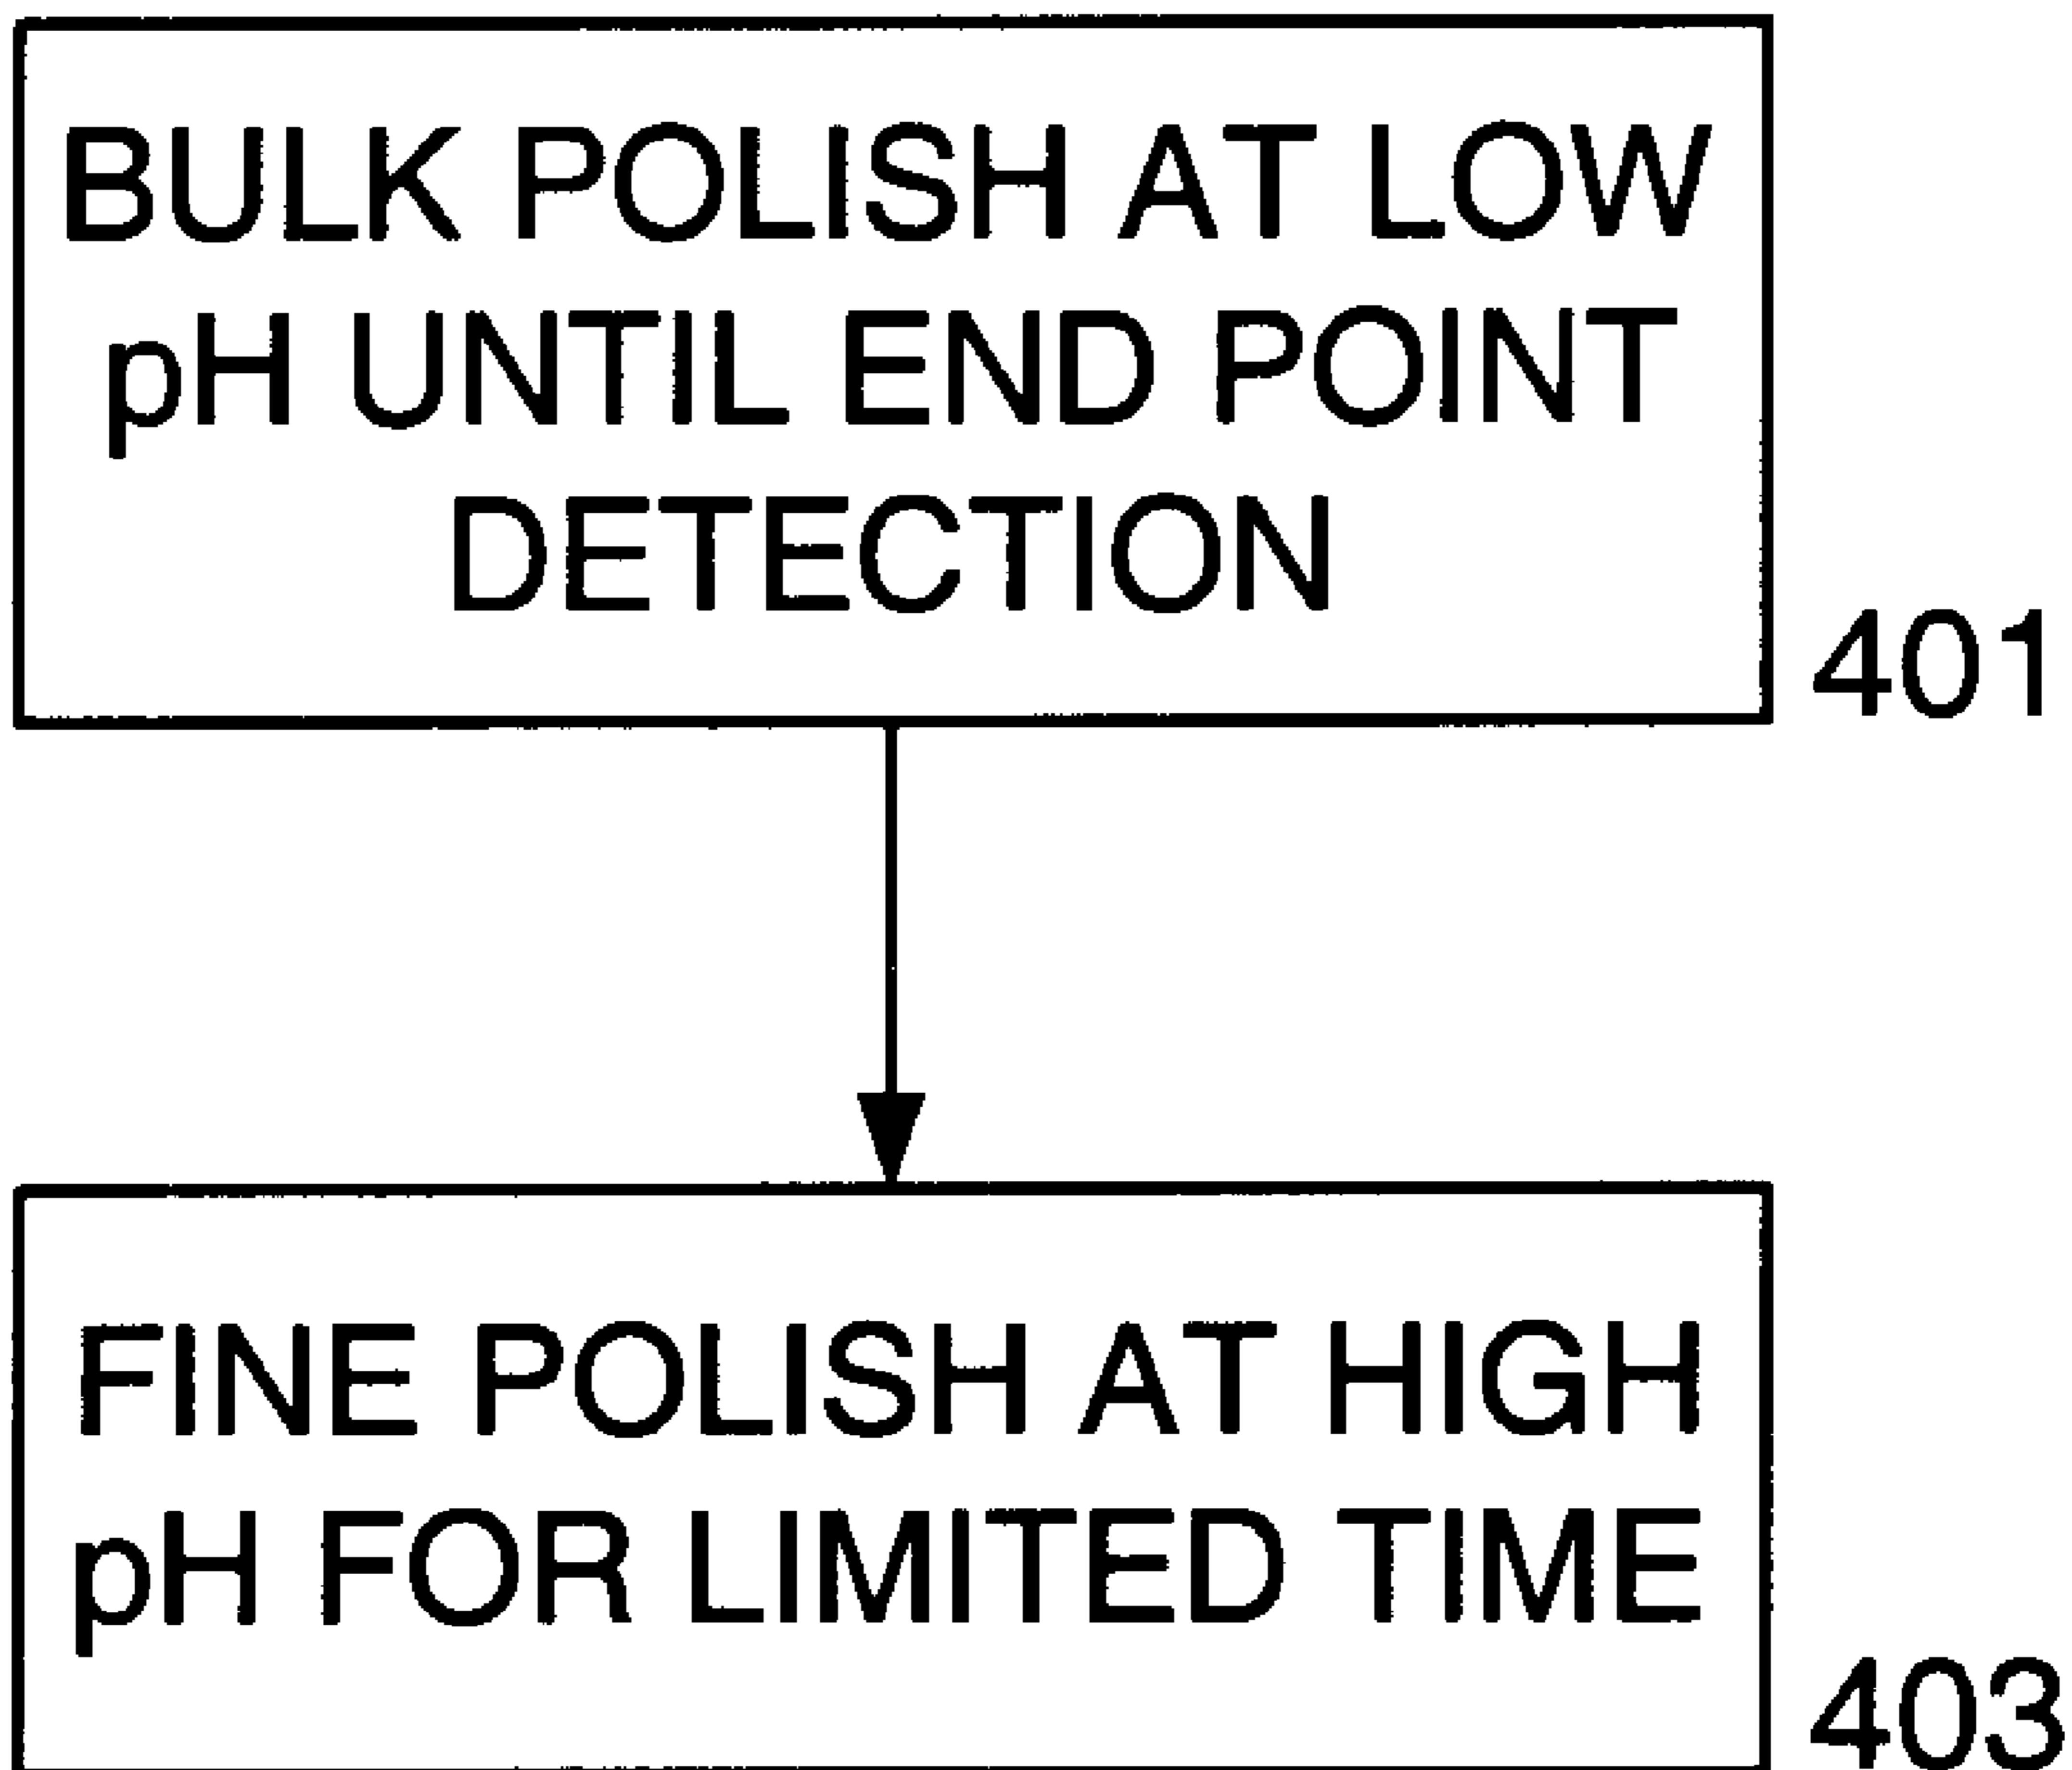 BULK POLISH AT LOW
pH UNTIL END POINT
DETECTION
401
FINE POLISH AT HIGH
pH FOR LIMITED TIME
403